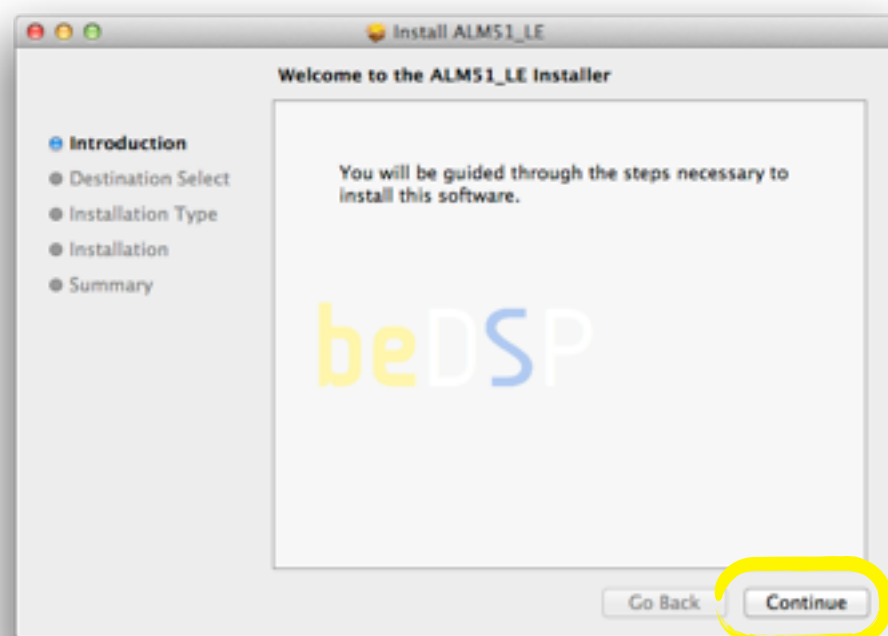 Install ALM51_LE
Welcome to the ALM51_LE Installer
Introduction
Destination Select
Installation Type
Installation
Summary
You will be guided through the steps necessary to
install this software.
beDSP
Go Back
Continue